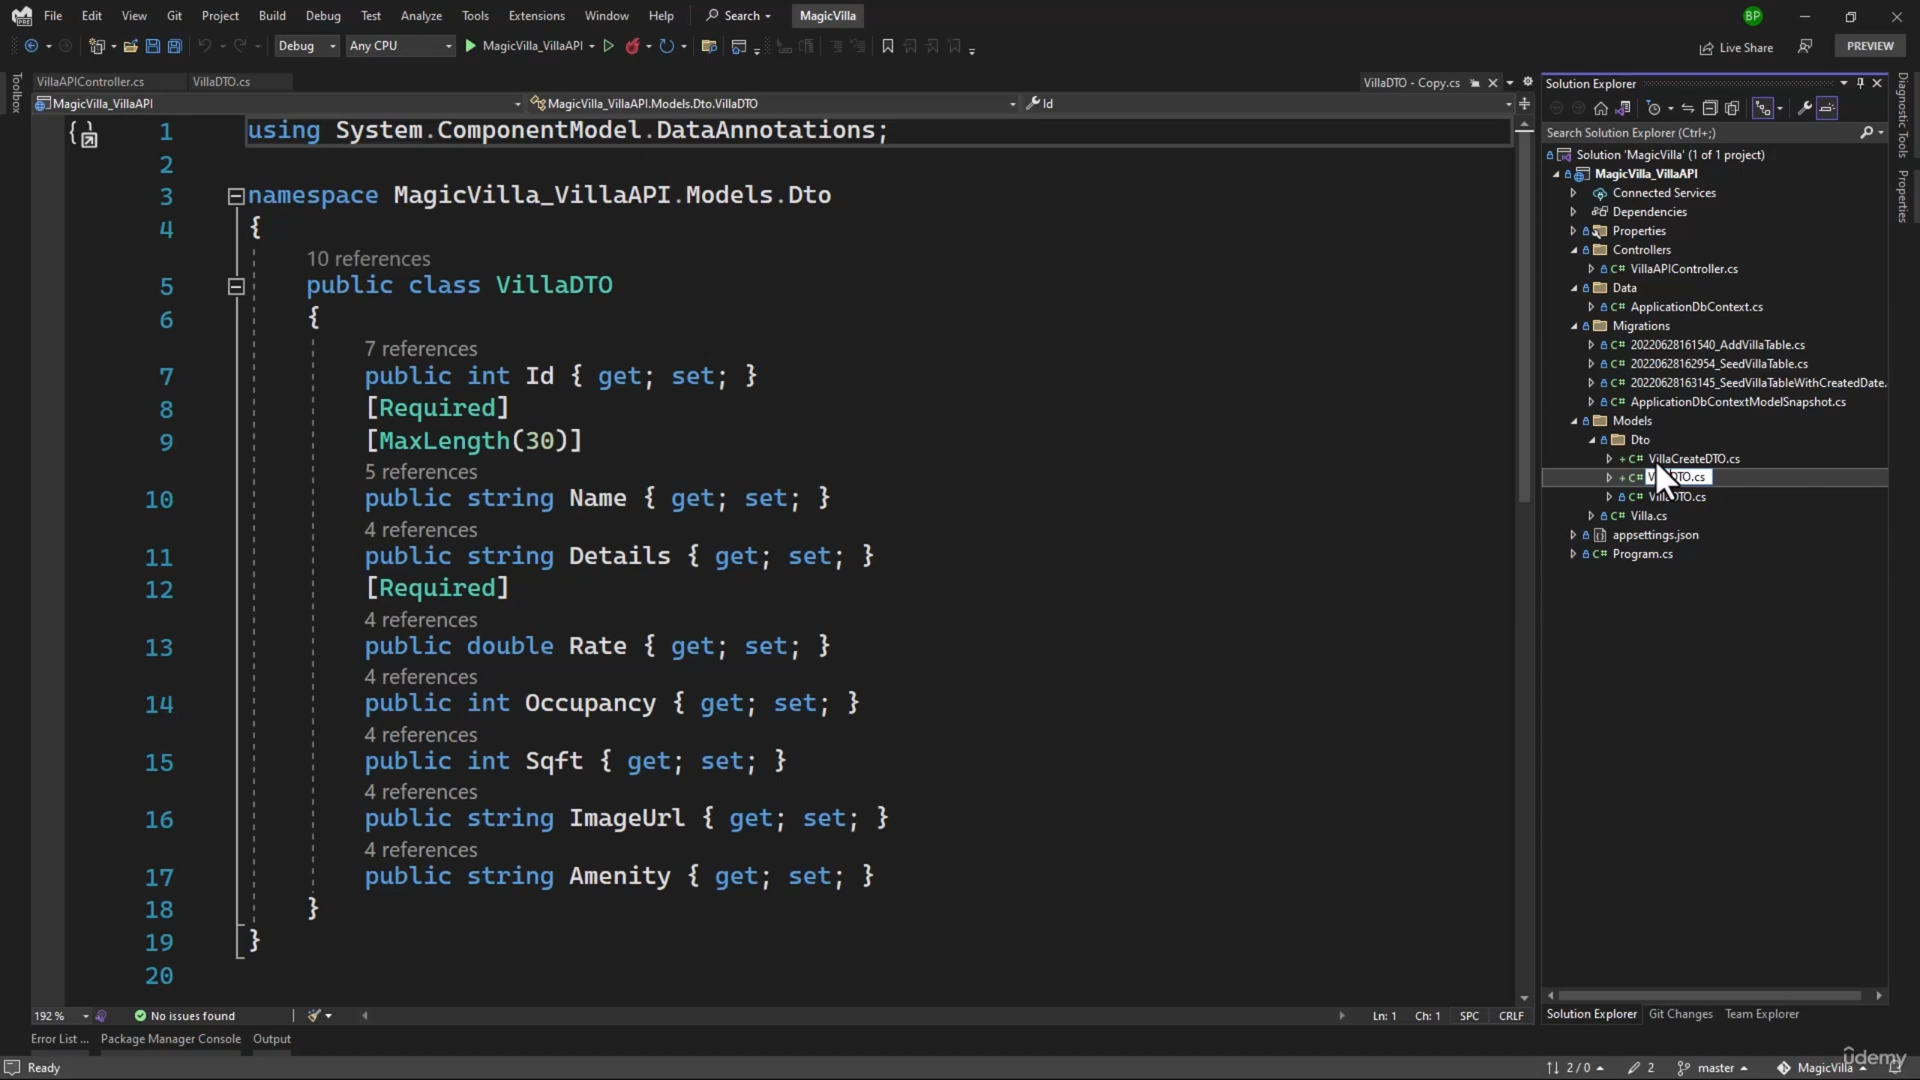 File Edit View Git Project Build Debug Test Analyze Tools Extensions Window Help Search MagicVilla BP
Debug Any CPU MagicVilla_VillaAPI Live Share PREVIEW
VillaAPIController.cs VillaDTO.cs VillaDTO - Copy.cs
MagicVilla_VillaAPI MagicVilla_VillaAPI.Models.Dto.VillaDTO Id
1 using System.ComponentModel.DataAnnotations;
2
3 namespace MagicVilla_VillaAPI.Models.Dto
4 {
10 references
5 public class VillaDTO
6 {
7 references
7 public int Id { get; set; }
8 [Required]
9 [MaxLength(30)]
5 references
10 public string Name { get; set; }
4 references
11 public string Details { get; set; }
12 [Required]
4 references
13 public double Rate { get; set; }
4 references
14 public int Occupancy { get; set; }
4 references
15 public int Sqft { get; set; }
4 references
16 public string ImageUrl { get; set; }
4 references
17 public string Amenity { get; set; }
18 }
19 }
20
192 % No issues found Ln: 1 Ch: 1 SPC CRLF
Error List ... Package Manager Console Output
Ready 2 / 0 2 master MagicVilla
Toolbox
Solution Explorer
Search Solution Explorer (Ctrl+;)
Solution 'MagicVilla' (1 of 1 project)
MagicVilla_VillaAPI
Connected Services
Dependencies
Properties
Controllers
C# VillaAPIController.cs
Data
C# ApplicationDbContext.cs
Migrations
C# 20220628161540_AddVillaTable.cs
C# 20220628162954_SeedVillaTable.cs
C# 20220628163145_SeedVillaTableWithCreatedDate.
C# ApplicationDbContextModelSnapshot.cs
Models
Dto
C# VillaCreateDTO.cs
C#
C#
C# Villa.cs
appsettings.json
C# Program.cs
Solution Explorer Git Changes Team Explorer
Diagnostic Tools
Properties
udemy